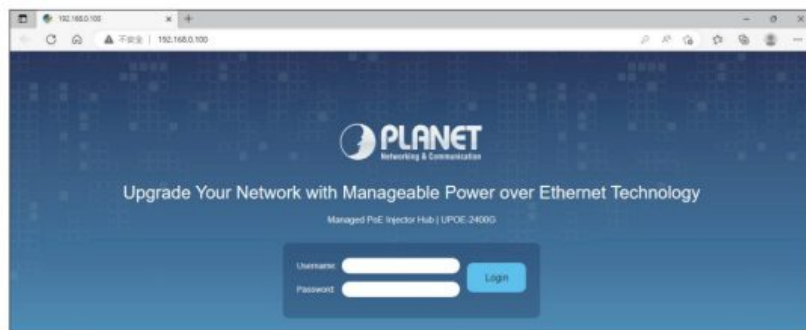 192.168.0.100
不安全 | 192.168.0.100
PLANET
Networking & Communication
Upgrade Your Network with Manageable Power over Ethernet Technology
Managed PoE Injector Hub | UPOE-2400G
Username:
Login
Password: